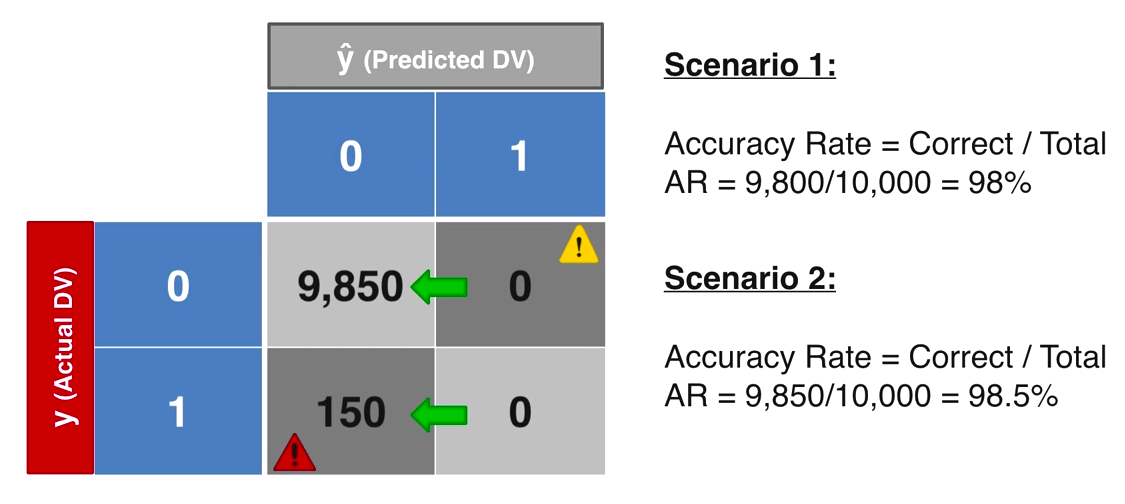 ŷ (Predicted DV)
0 1
y (Actual DV)
0 9,850 0
1 150 0
Scenario 1:
Accuracy Rate = Correct / Total
AR = 9,800/10,000 = 98%
Scenario 2:
Accuracy Rate = Correct / Total
AR = 9,850/10,000 = 98.5%